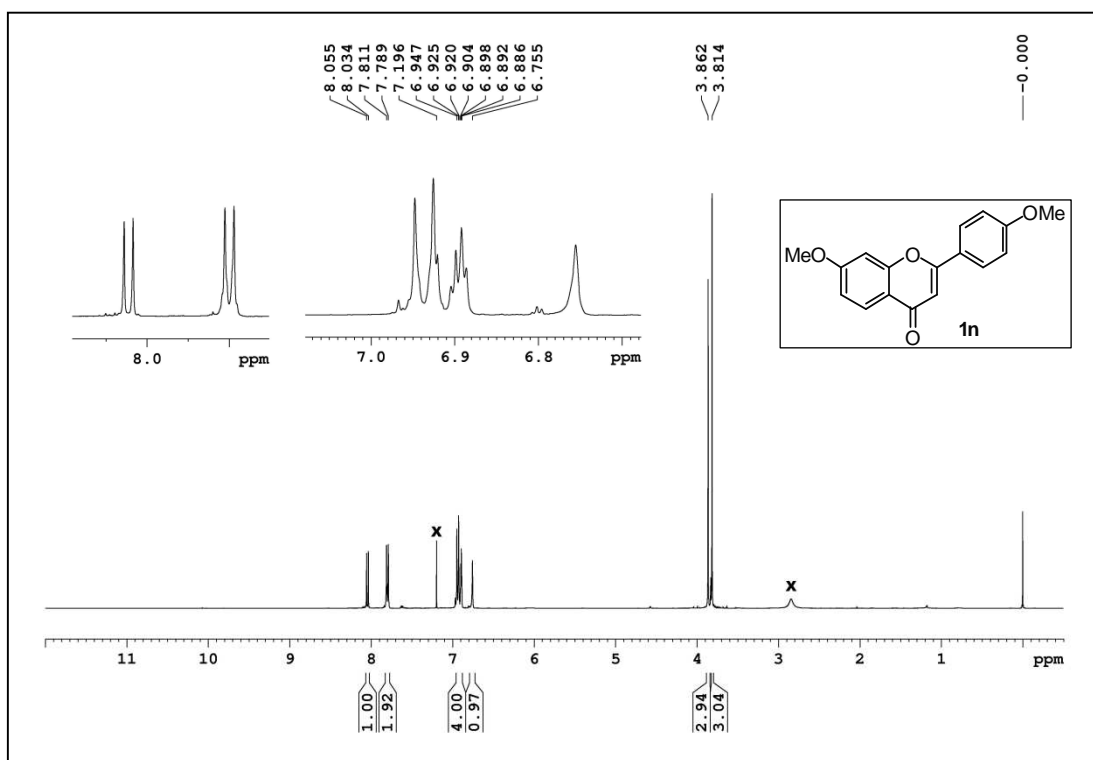 8.055
8.034
7.811
7.789
7.196
6.947
6.925
6.920
6.904
6.898
6.892
6.886
6.755
3.862
3.814
-0.000
8.0 ppm
7.0 6.9 6.8 ppm
OMe
MeO
O
O
1n
x
x
11 10 9 8 7 6 5 4 3 2 1 ppm
1.00
1.92
4.00
0.97
2.94
3.04